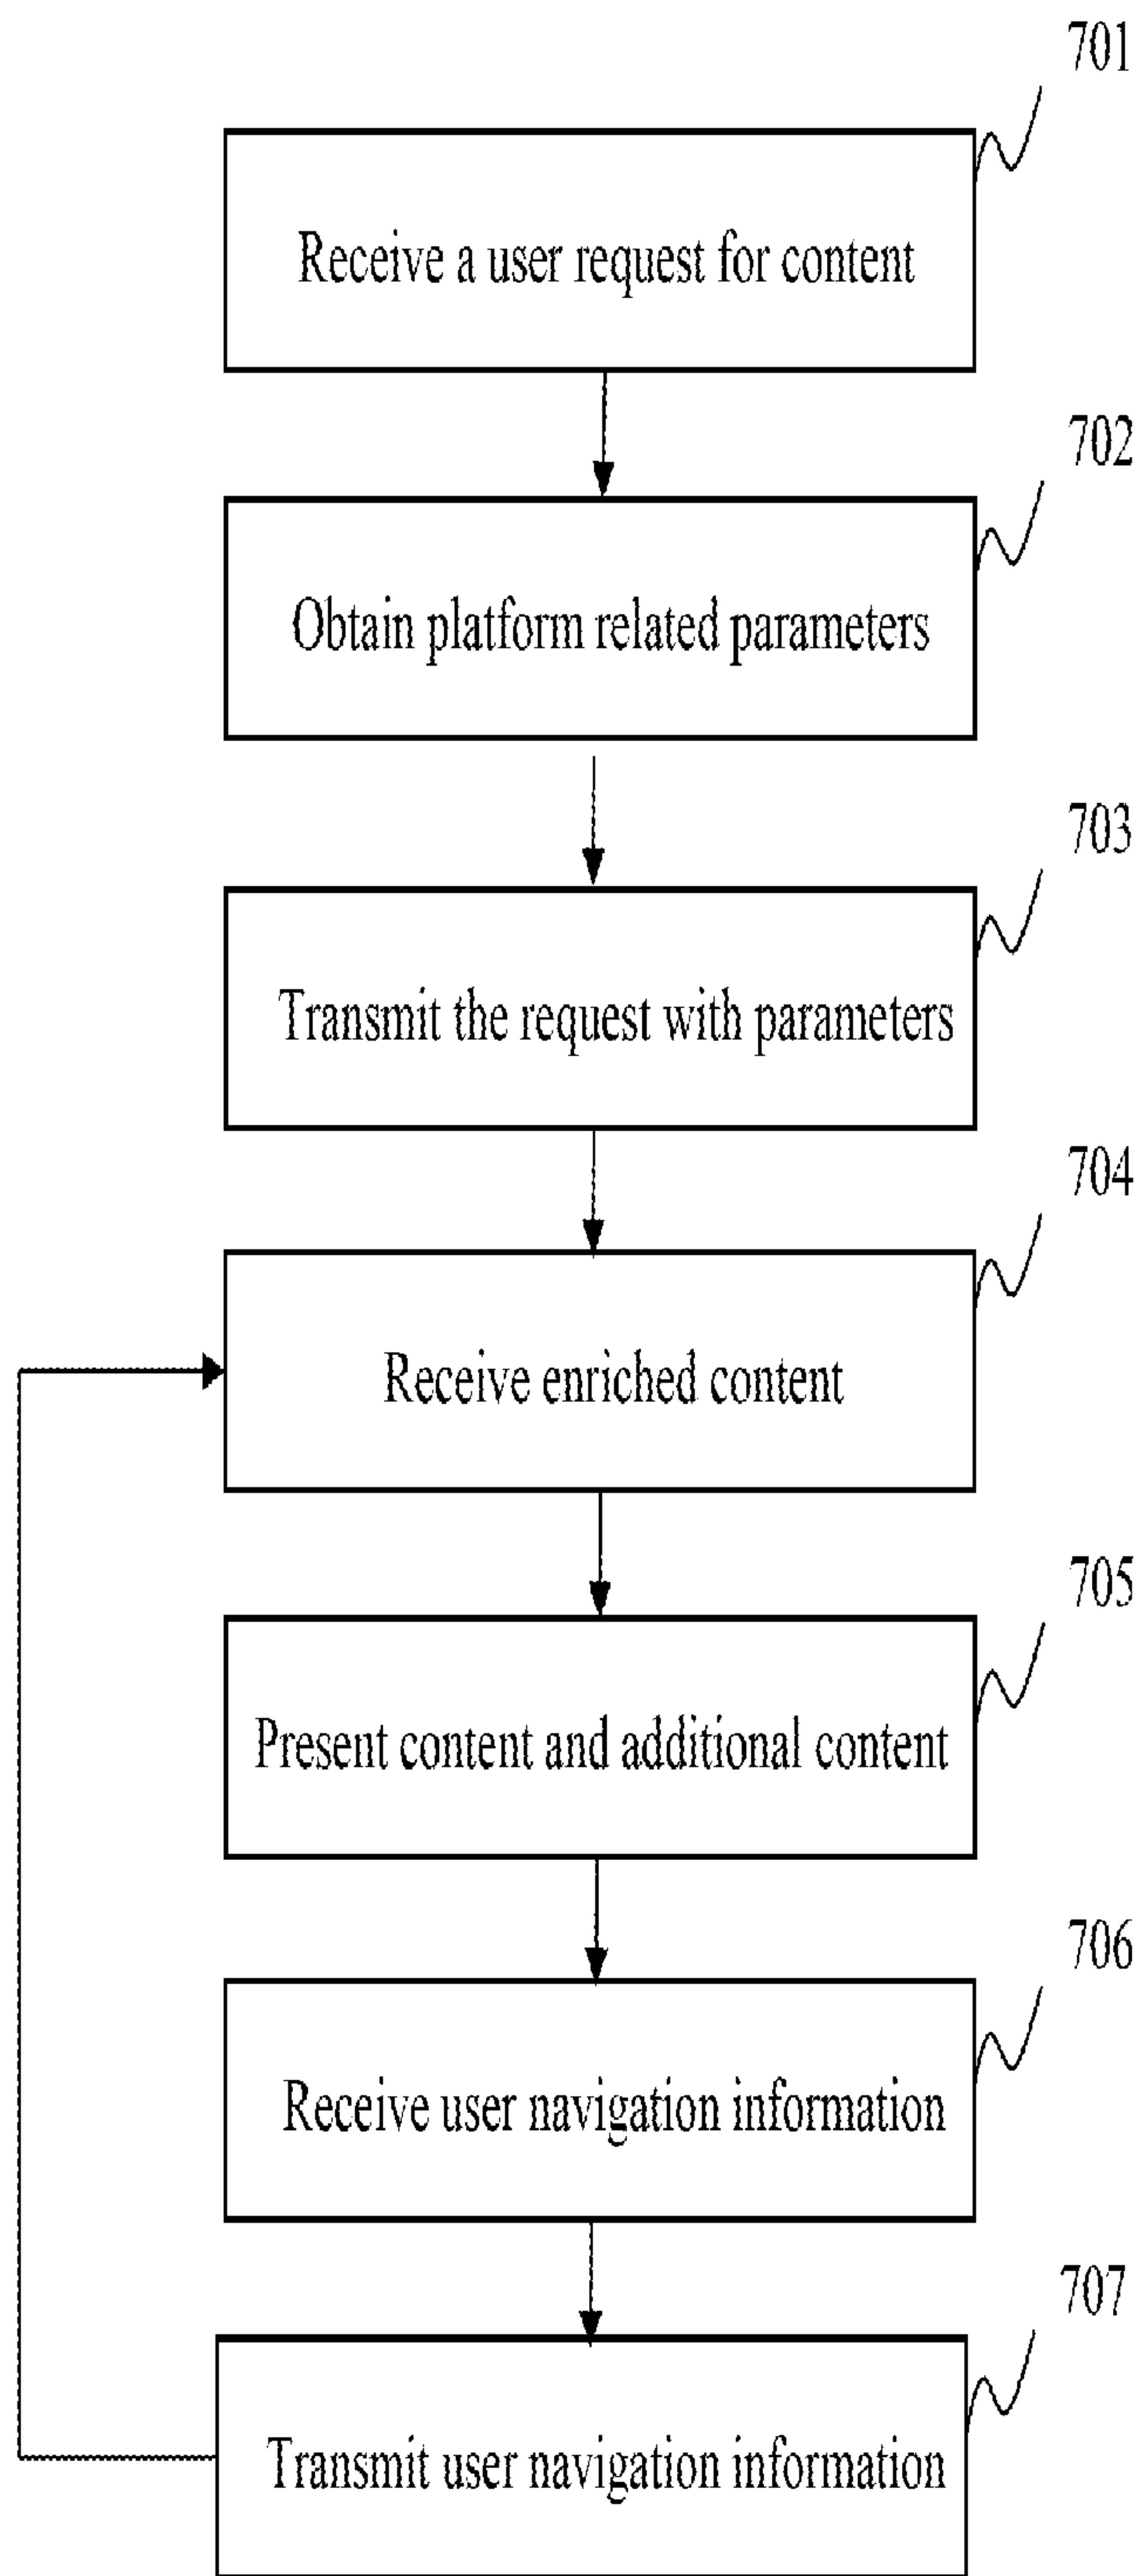 701
Receive a user request for content
702
Obtain platform related parameters
703
Transmit the request with parameters
704
Receive enriched content
705
Present content and additional content
706
Receive user navigation information
707
Transmit user navigation information